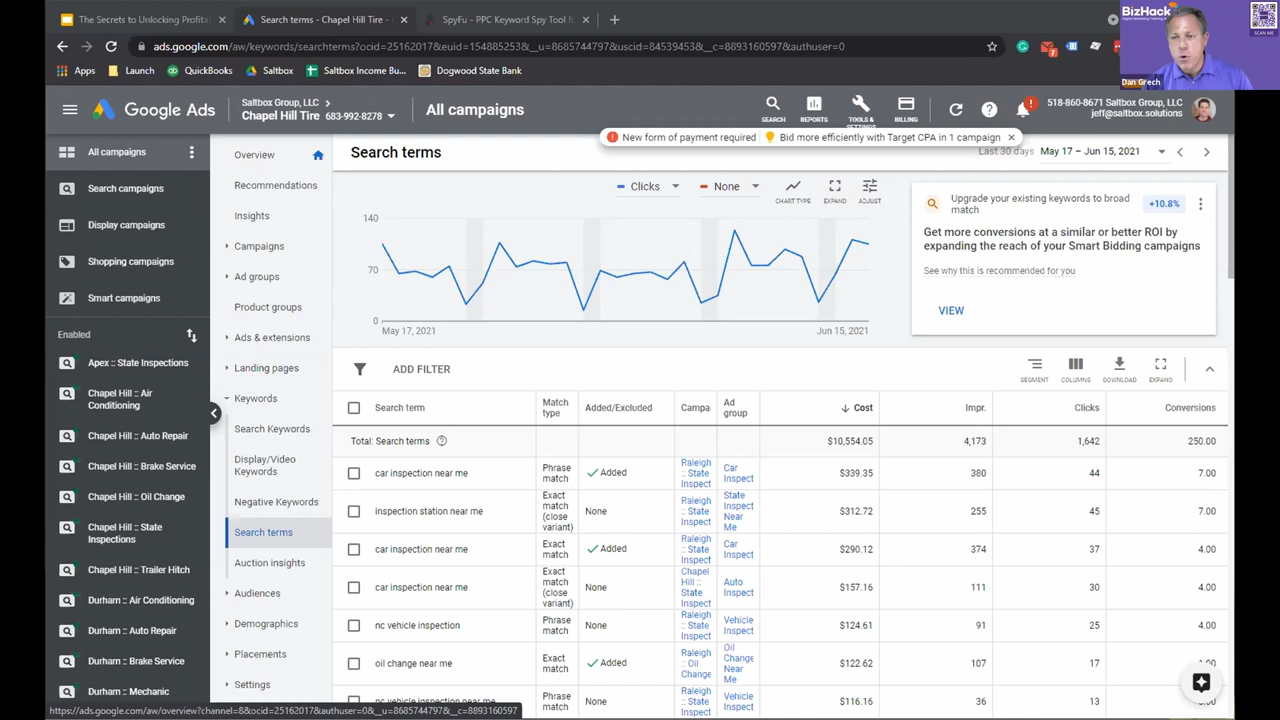 The Secrets to Unlocking Profita
Search terms - Chapel Hill Tire -
SpyFu - PPC Keyword Spy Tool f
BizHack
SCAN ME
Dan Grech
ads.google.com/aw/keywords/searchterms?ocid=25162017&euid=154885253&__u=8685744797&uscid=84539453&__c=8893160597&authuser=0
7
Apps
Launch
QuickBooks
Saltbox
Saltbox Income Bu...
Dogwood State Bank
Google Ads
Saltbox Group, LLC
Chapel Hill Tire 683-992-8278
All campaigns
SEARCH
REPORTS
TOOLS &
SETTINGS
BILLING
518-860-8671 Saltbox Group, LLC
jeff@saltbox.solutions
New form of payment required
Bid more efficiently with Target CPA in 1 campaign
All campaigns
Search campaigns
Display campaigns
Shopping campaigns
Smart campaigns
Enabled
Apex :: State Inspections
Chapel Hill :: Air
Conditioning
Chapel Hill :: Auto Repair
Chapel Hill :: Brake Service
Chapel Hill :: Oil Change
Chapel Hill :: State
Inspections
Chapel Hill :: Trailer Hitch
Durham :: Air Conditioning
Durham :: Auto Repair
Durham :: Brake Service
Durham :: Mechanic
Overview
Recommendations
Insights
Campaigns
Ad groups
Product groups
Ads & extensions
Landing pages
Keywords
Search Keywords
Display/Video
Keywords
Negative Keywords
Search terms
Auction insights
Audiences
Demographics
Placements
Settings
Search terms
Last 30 days May 17 – Jun 15, 2021
Clicks
None
CHART TYPE
EXPAND
ADJUST
140
70
0
May 17, 2021
Jun 15, 2021
Upgrade your existing keywords to broad
match
+10.8%
Get more conversions at a similar or better ROI by
expanding the reach of your Smart Bidding campaigns
See why this is recommended for you
VIEW
ADD FILTER
SEGMENT
COLUMNS
DOWNLOAD
EXPAND
Search term
Match
type
Added/Excluded
Campa
Ad
group
Cost
Impr.
Clicks
Conversions
Total: Search terms $10,554.05 4,173 1,642 250.00
car inspection near me
Phrase
match
Added
Raleigh
:: State
Inspect
Car
Inspect
$339.35 380 44 7.00
inspection station near me
Exact
match
(close
variant)
None
Raleigh
:: State
Inspect
State
Inspect
Near
Me
$312.72 255 45 7.00
car inspection near me
Exact
match
Added
Raleigh
:: State
Inspect
Car
Inspect
$290.12 374 37 4.00
car inspection near me
Exact
match
(close
variant)
None
Chapel
Hill ::
State
Inspect
Auto
Inspect
$157.16 111 30 4.00
nc vehicle inspection
Phrase
match
None
Raleigh
:: State
Inspect
Vehicle
Inspect
$124.61 91 25 4.00
oil change near me
Exact
match
Added
Raleigh
:: Oil
Change
Oil
Change
Near
Me
$122.62 107 17
nc vehicle inspection near me
Phrase
match
None
Raleigh
:: State
Inspect
Vehicle
Inspect
$116.16 36 13
https://ads.google.com/aw/overview?channel=8&ocid=25162017&authuser=0&__u=8685744797&__c=8893160597